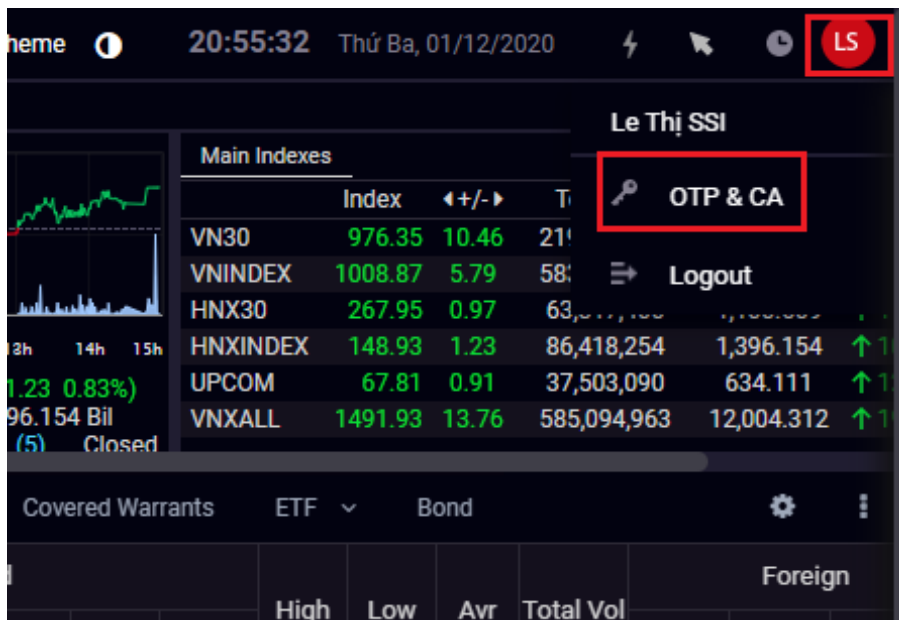 heme 20:55:32 Thứ Ba, 01/12/2020 LS
Le Thị SSI
OTP & CA
Logout
Main Indexes
Index +/-
VN30 976.35 10.46
VNINDEX 1008.87 5.79
HNX30 267.95 0.97
HNXINDEX 148.93 1.23 86,418,254 1,396.154
UPCOM 67.81 0.91 37,503,090 634.111
VNXALL 1491.93 13.76 585,094,963 12,004.312
13h 14h 15h
1.23 0.83%)
96.154 Bil
(5) Closed
Covered Warrants ETF Bond
Foreign
High Low Avr Total Vol